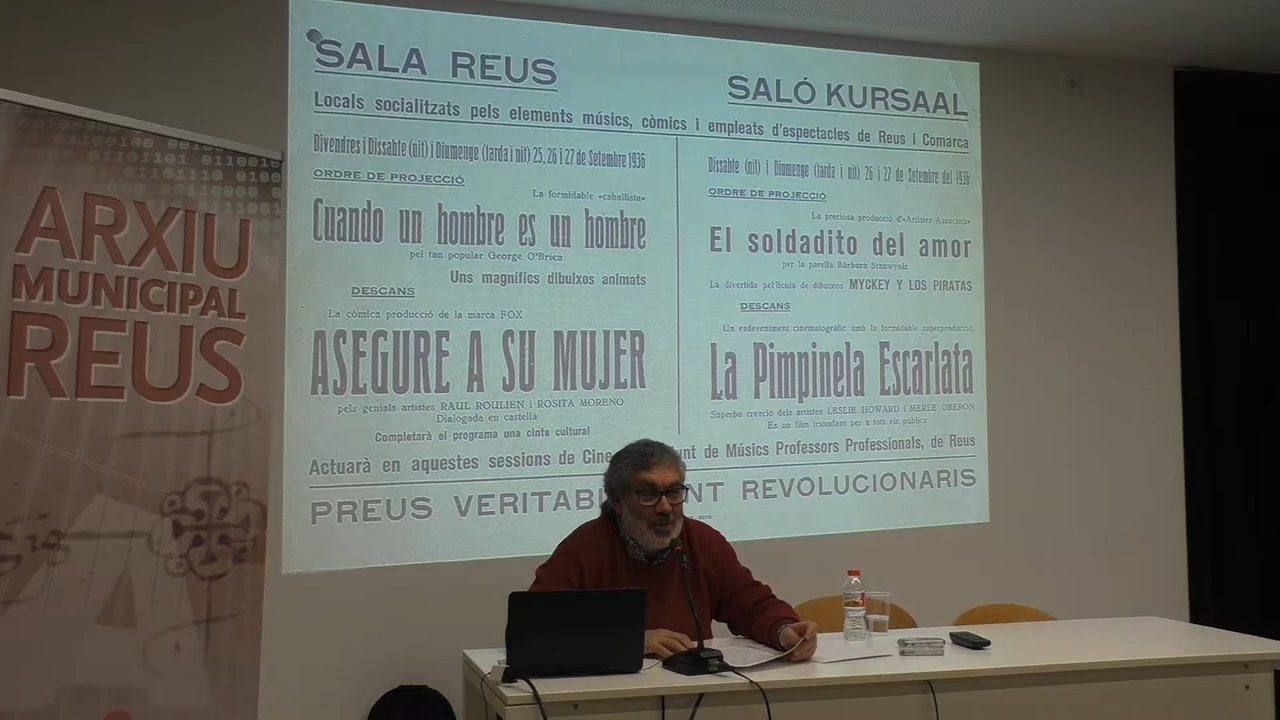 ARXIU
MUNICIPAL
REUS
SALA REUS
SALÓ KURSAAL
Locals socialitzats pels elements músics, còmics i empleats d'espectacles de Reus i Comarca
Divendres i Dissabte (nit) i Diumenge (tarda i nit) 25, 26 i 27 de Setembre 1936
ORDRE DE PROJECCIÓ
La formidable «caballista»
Cuando un hombre es un hombre
pel tan popular George O'Brien
Uns magnífics dibuixos animats
DESCANS
La còmica producció de la marca FOX
ASEGURE A SU MUJER
pels genials artistes RAUL ROULIEN i ROSITA MORENO
Dialogada en castellà
Completarà el programa una cinta cultural
Dissabte (nit) i Diumenge (tarda i nit) 26 i 27 de Setembre del 1936
ORDRE DE PROJECCIÓ
La preciosa producció d'«Artistes Associats»
El soldadito del amor
per la parella Bàrbara Stanwyolz
La divertida pel·lícula de dibuixos MYCKEY Y LOS PIRATAS
DESCANS
Un esdeveniment cinematogràfic amb la formidable superproducció
La Pimpinela Escarlata
Superba creació dels artistes LESLIE HOWARD i MERLE OBERON
Es un film triomfant per a tots els públics
Actuarà en aquestes sessions de Cine unt de Músics Professors Professionals, de Reus
PREUS VERITAB NT REVOLUCIONARIS